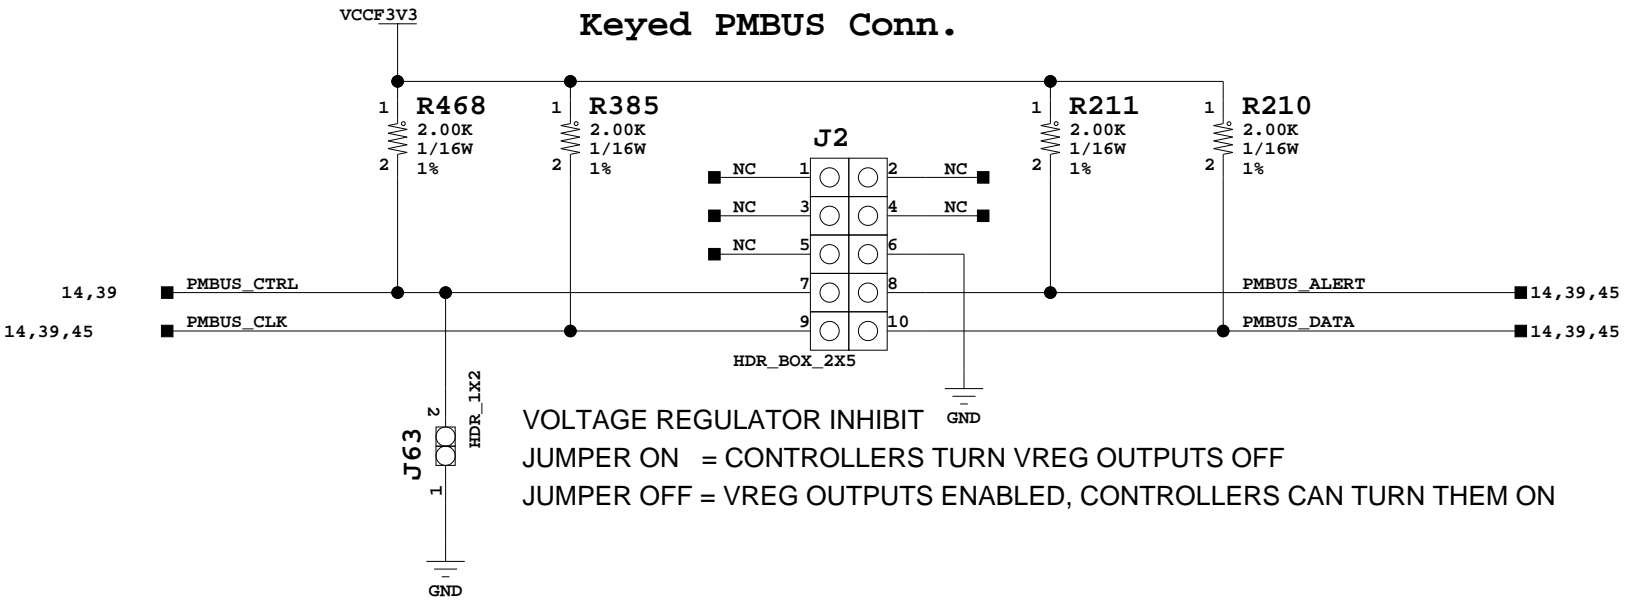 VCCF3V3
Keyed PMBUS Conn.
1 R468
2.00K
1/16W
2 1%
1 R385
2.00K
1/16W
2 1%
1 R211
2.00K
1/16W
2 1%
1 R210
2.00K
1/16W
2 1%
J2
NC 1 2 NC
NC 3 4 NC
NC 5 6
14,39 PMBUS_CTRL 7 8 PMBUS_ALERT 14,39,45
14,39,45 PMBUS_CLK 9 10 PMBUS_DATA 14,39,45
HDR_BOX_2X5
GND
HDR_1X2
2
J63
1
GND
VOLTAGE REGULATOR INHIBIT
JUMPER ON = CONTROLLERS TURN VREG OUTPUTS OFF
JUMPER OFF = VREG OUTPUTS ENABLED, CONTROLLERS CAN TURN THEM ON